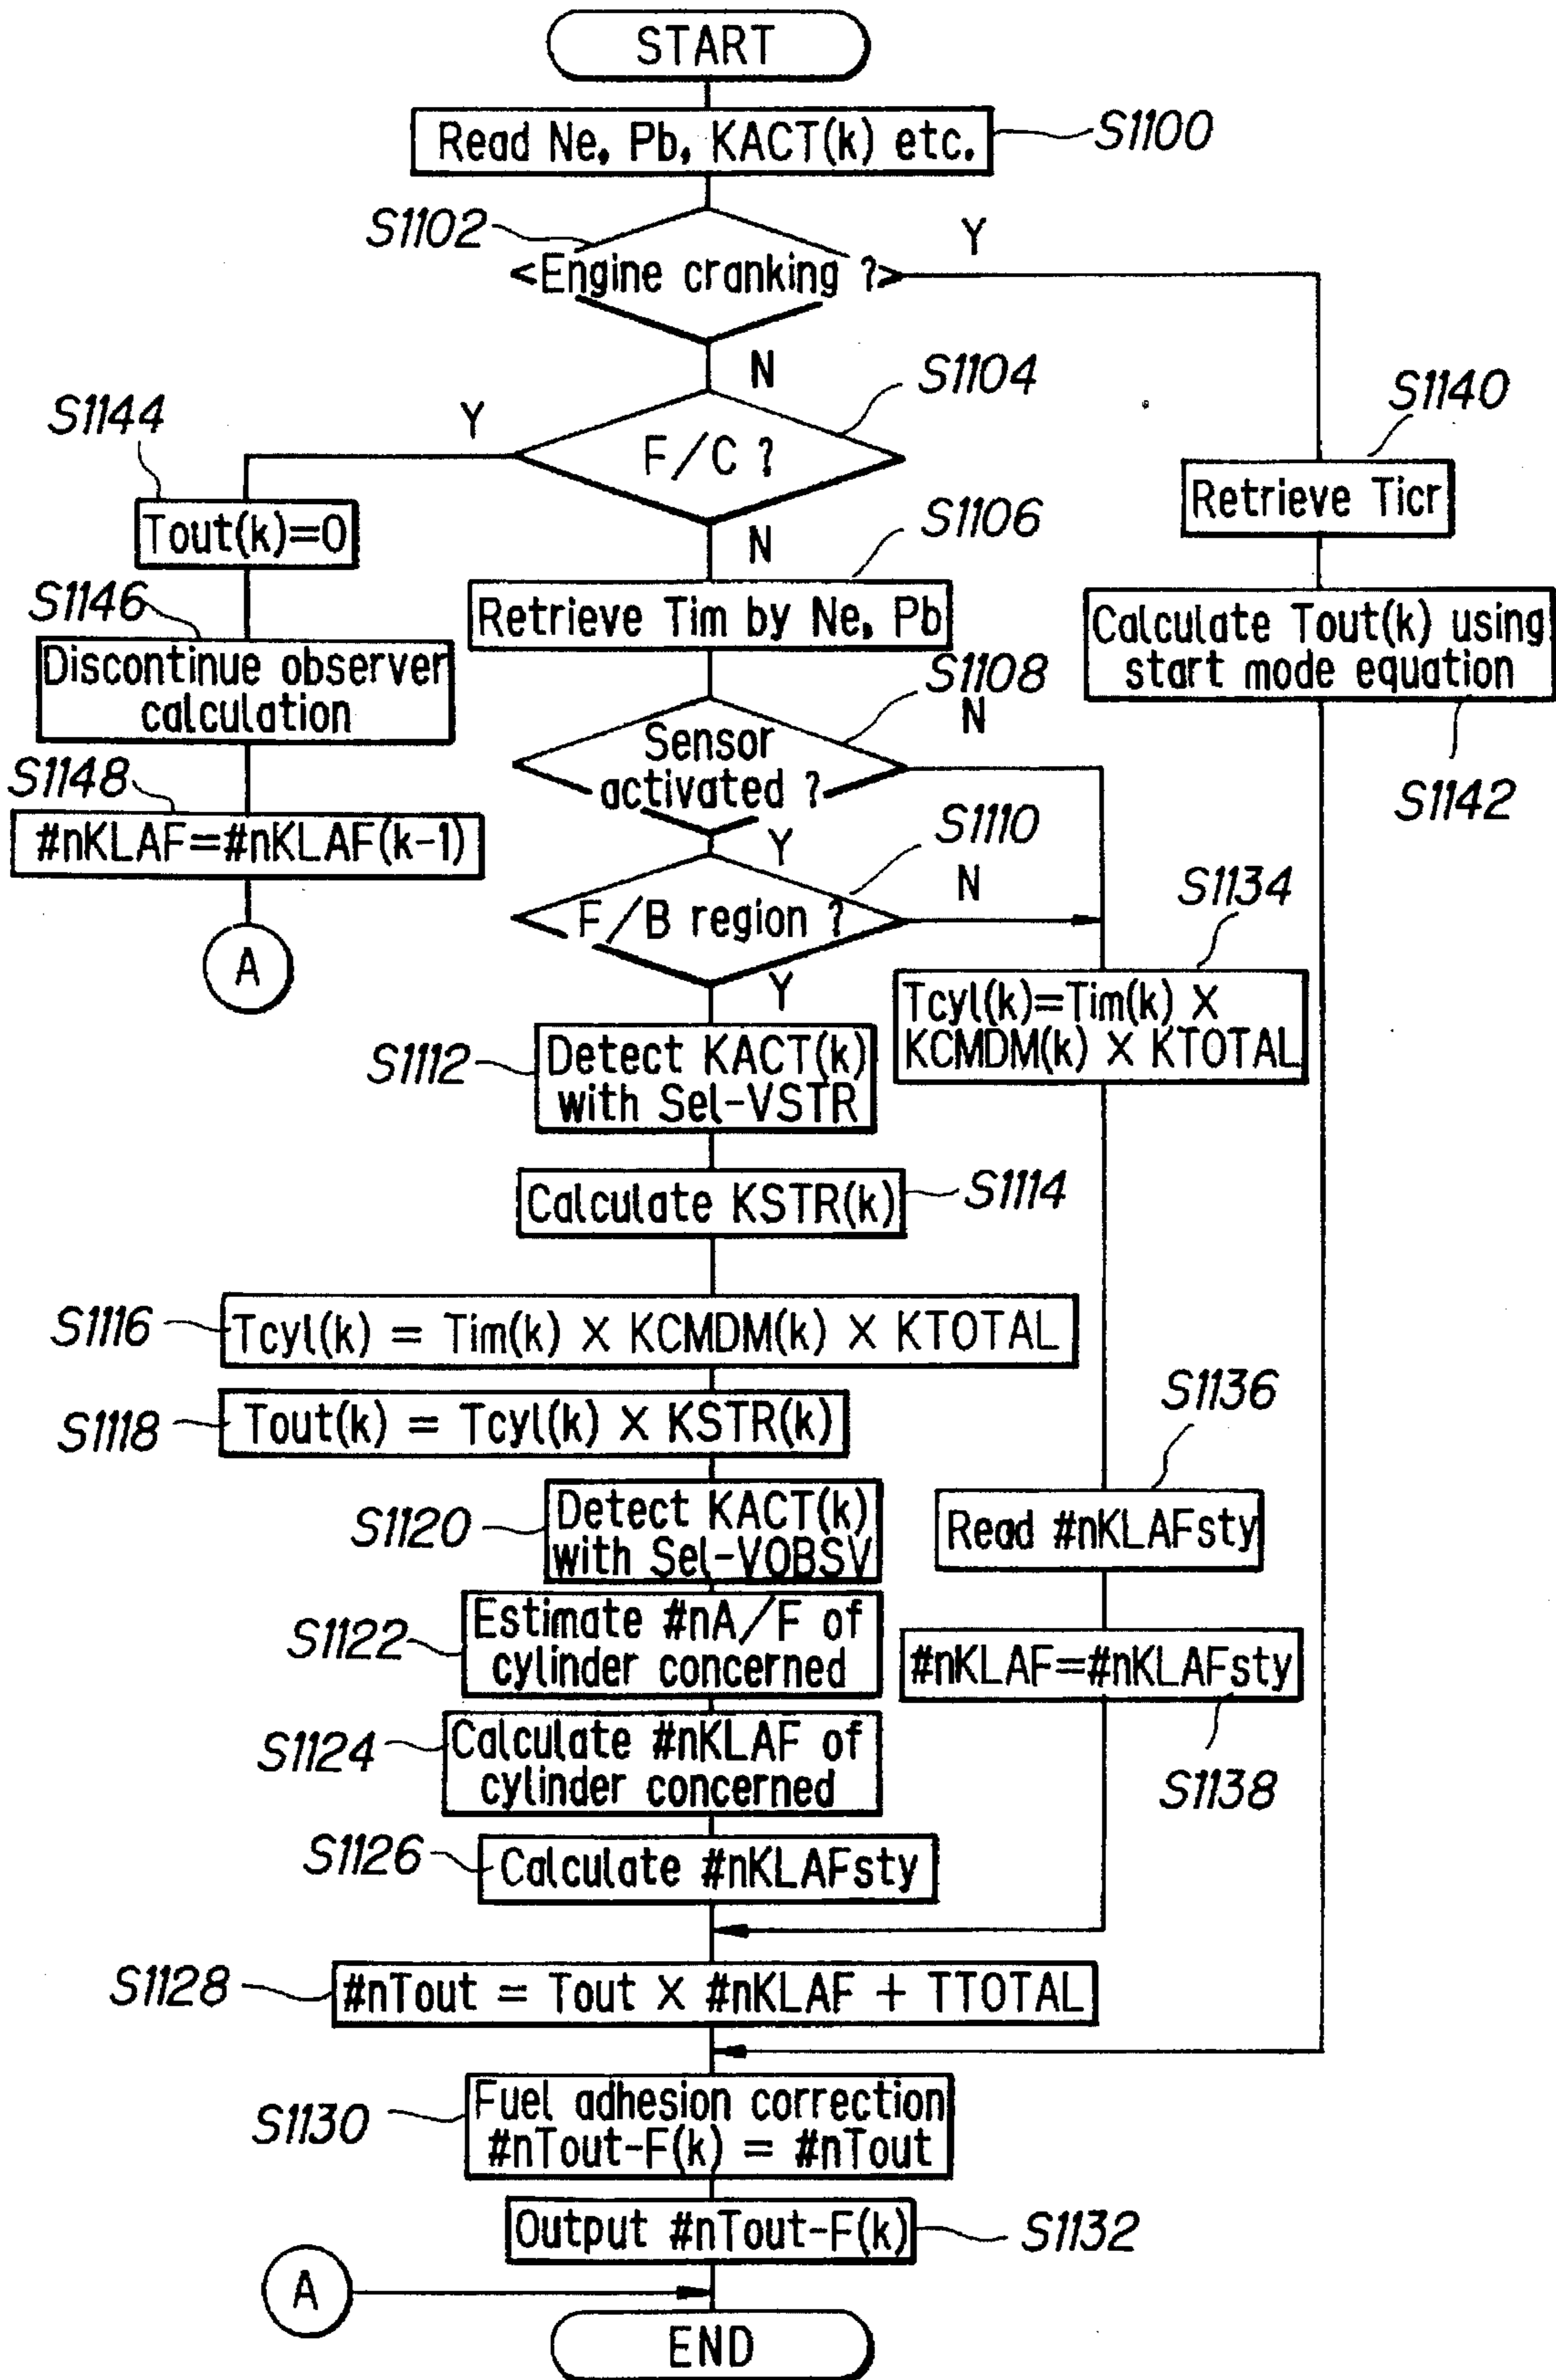 START
Read Ne, Pb, KACT(k) etc.
S1100
S1102
<Engine cranking ?>
Y
N
S1104
F/C ?
Y
S1144
Tout(k)=0
S1140
Retrieve Ticr
N
S1106
Retrieve Tim by Ne, Pb
S1146
Discontinue observer
calculation
Calculate Tout(k) using
start mode equation
S1142
S1108
N
Sensor
activated ?
Y
S1148
#nKLAF=#nKLAF(k-1)
A
S1110
N
F/B region ?
Y
S1134
Tcyl(k)=Tim(k) X
KCMDM(k) X KTOTAL
S1112
Detect KACT(k)
with Sel-VSTR
Calculate KSTR(k)
S1114
S1116
Tcyl(k) = Tim(k) X KCMDM(k) X KTOTAL
S1118
Tout(k) = Tcyl(k) X KSTR(k)
S1136
Read #nKLAFsty
S1120
Detect KACT(k)
with Sel-VOBSV
S1122
Estimate #nA/F of
cylinder concerned
#nKLAF=#nKLAFsty
S1138
S1124
Calculate #nKLAF of
cylinder concerned
S1126
Calculate #nKLAFsty
S1128
#nTout = Tout X #nKLAF + TTOTAL
S1130
Fuel adhesion correction
#nTout-F(k) = #nTout
Output #nTout-F(k)
S1132
A
END